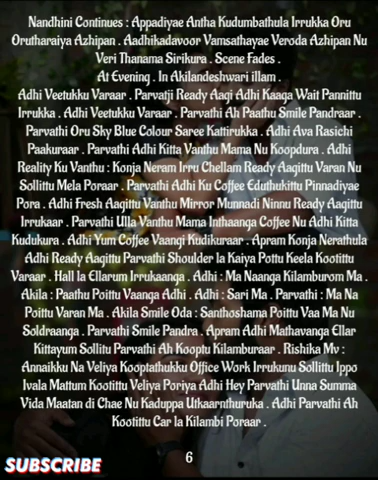 Nandhini Continues : Appadiyae Antha Kudumbathula Irrukka Oru
Orutharaiya Azhipan . Aadhikadavoor Vamsathayae Veroda Azhipan Nu
Veri Thanama Sirikura . Scene Fades .
At Evening . In Akilandeshwari illam .
Adhi Veetukku Varaar . Parvatji Ready Aagi Adhi Kaaga Wait Pannittu
Irrukka . Adhi Veetukku Varaar . Parvathi Ah Paathu Smile Pandraar .
Parvathi Oru Sky Blue Colour Saree Kattirukka . Adhi Ava Rasichi
Paakuraar . Parvathi Adhi Kitta Vanthu Mama Nu Koopdura . Adhi
Reality Ku Vanthu : Konja Neram Irru Chellam Ready Aagittu Varan Nu
Sollittu Mela Poraar . Parvathi Adhi Ku Coffee Eduthukittu Pinnadiyae
Pora . Adhi Fresh Aagittu Vanthu Mirror Munnadi Ninnu Ready Aagittu
Irrukaar . Parvathi Ulla Vanthu Mama Inthaanga Coffee Nu Adhi Kitta
Kudukura . Adhi Yum Coffee Vaangi Kudikuraar . Apram Konja Nerathula
Adhi Ready Aagittu Parvathi Shoulder la Kaiya Pottu Keela Kootittu
Varaar . Hall la Ellarum Irrukaanga . Adhi : Ma Naanga Kilamburom Ma .
Akila : Paathu Poittu Vaanga Adhi . Adhi : Sari Ma . Parvathi : Ma Na
Poittu Varan Ma . Akila Smile Oda : Santhoshama Poittu Vaa Ma Nu
Soldraanga . Parvathi Smile Pandra . Apram Adhi Mathavanga Ellar
Kittayum Sollitu Parvathi Ah Kooptu Kilamburaar . Rishika Mv :
Annaikku Na Veliya Kooptathukku Office Work Irrukunu Sollittu Ippo
Ivala Mattum Kootittu Veliya Poriya Adhi Hey Parvathi Unna Summa
Vida Maatan di Chae Nu Kaduppa Utkaarnthuruka . Adhi Parvathi Ah
Kootittu Car la Kilambi Poraar .
6
SUBSCRIBE